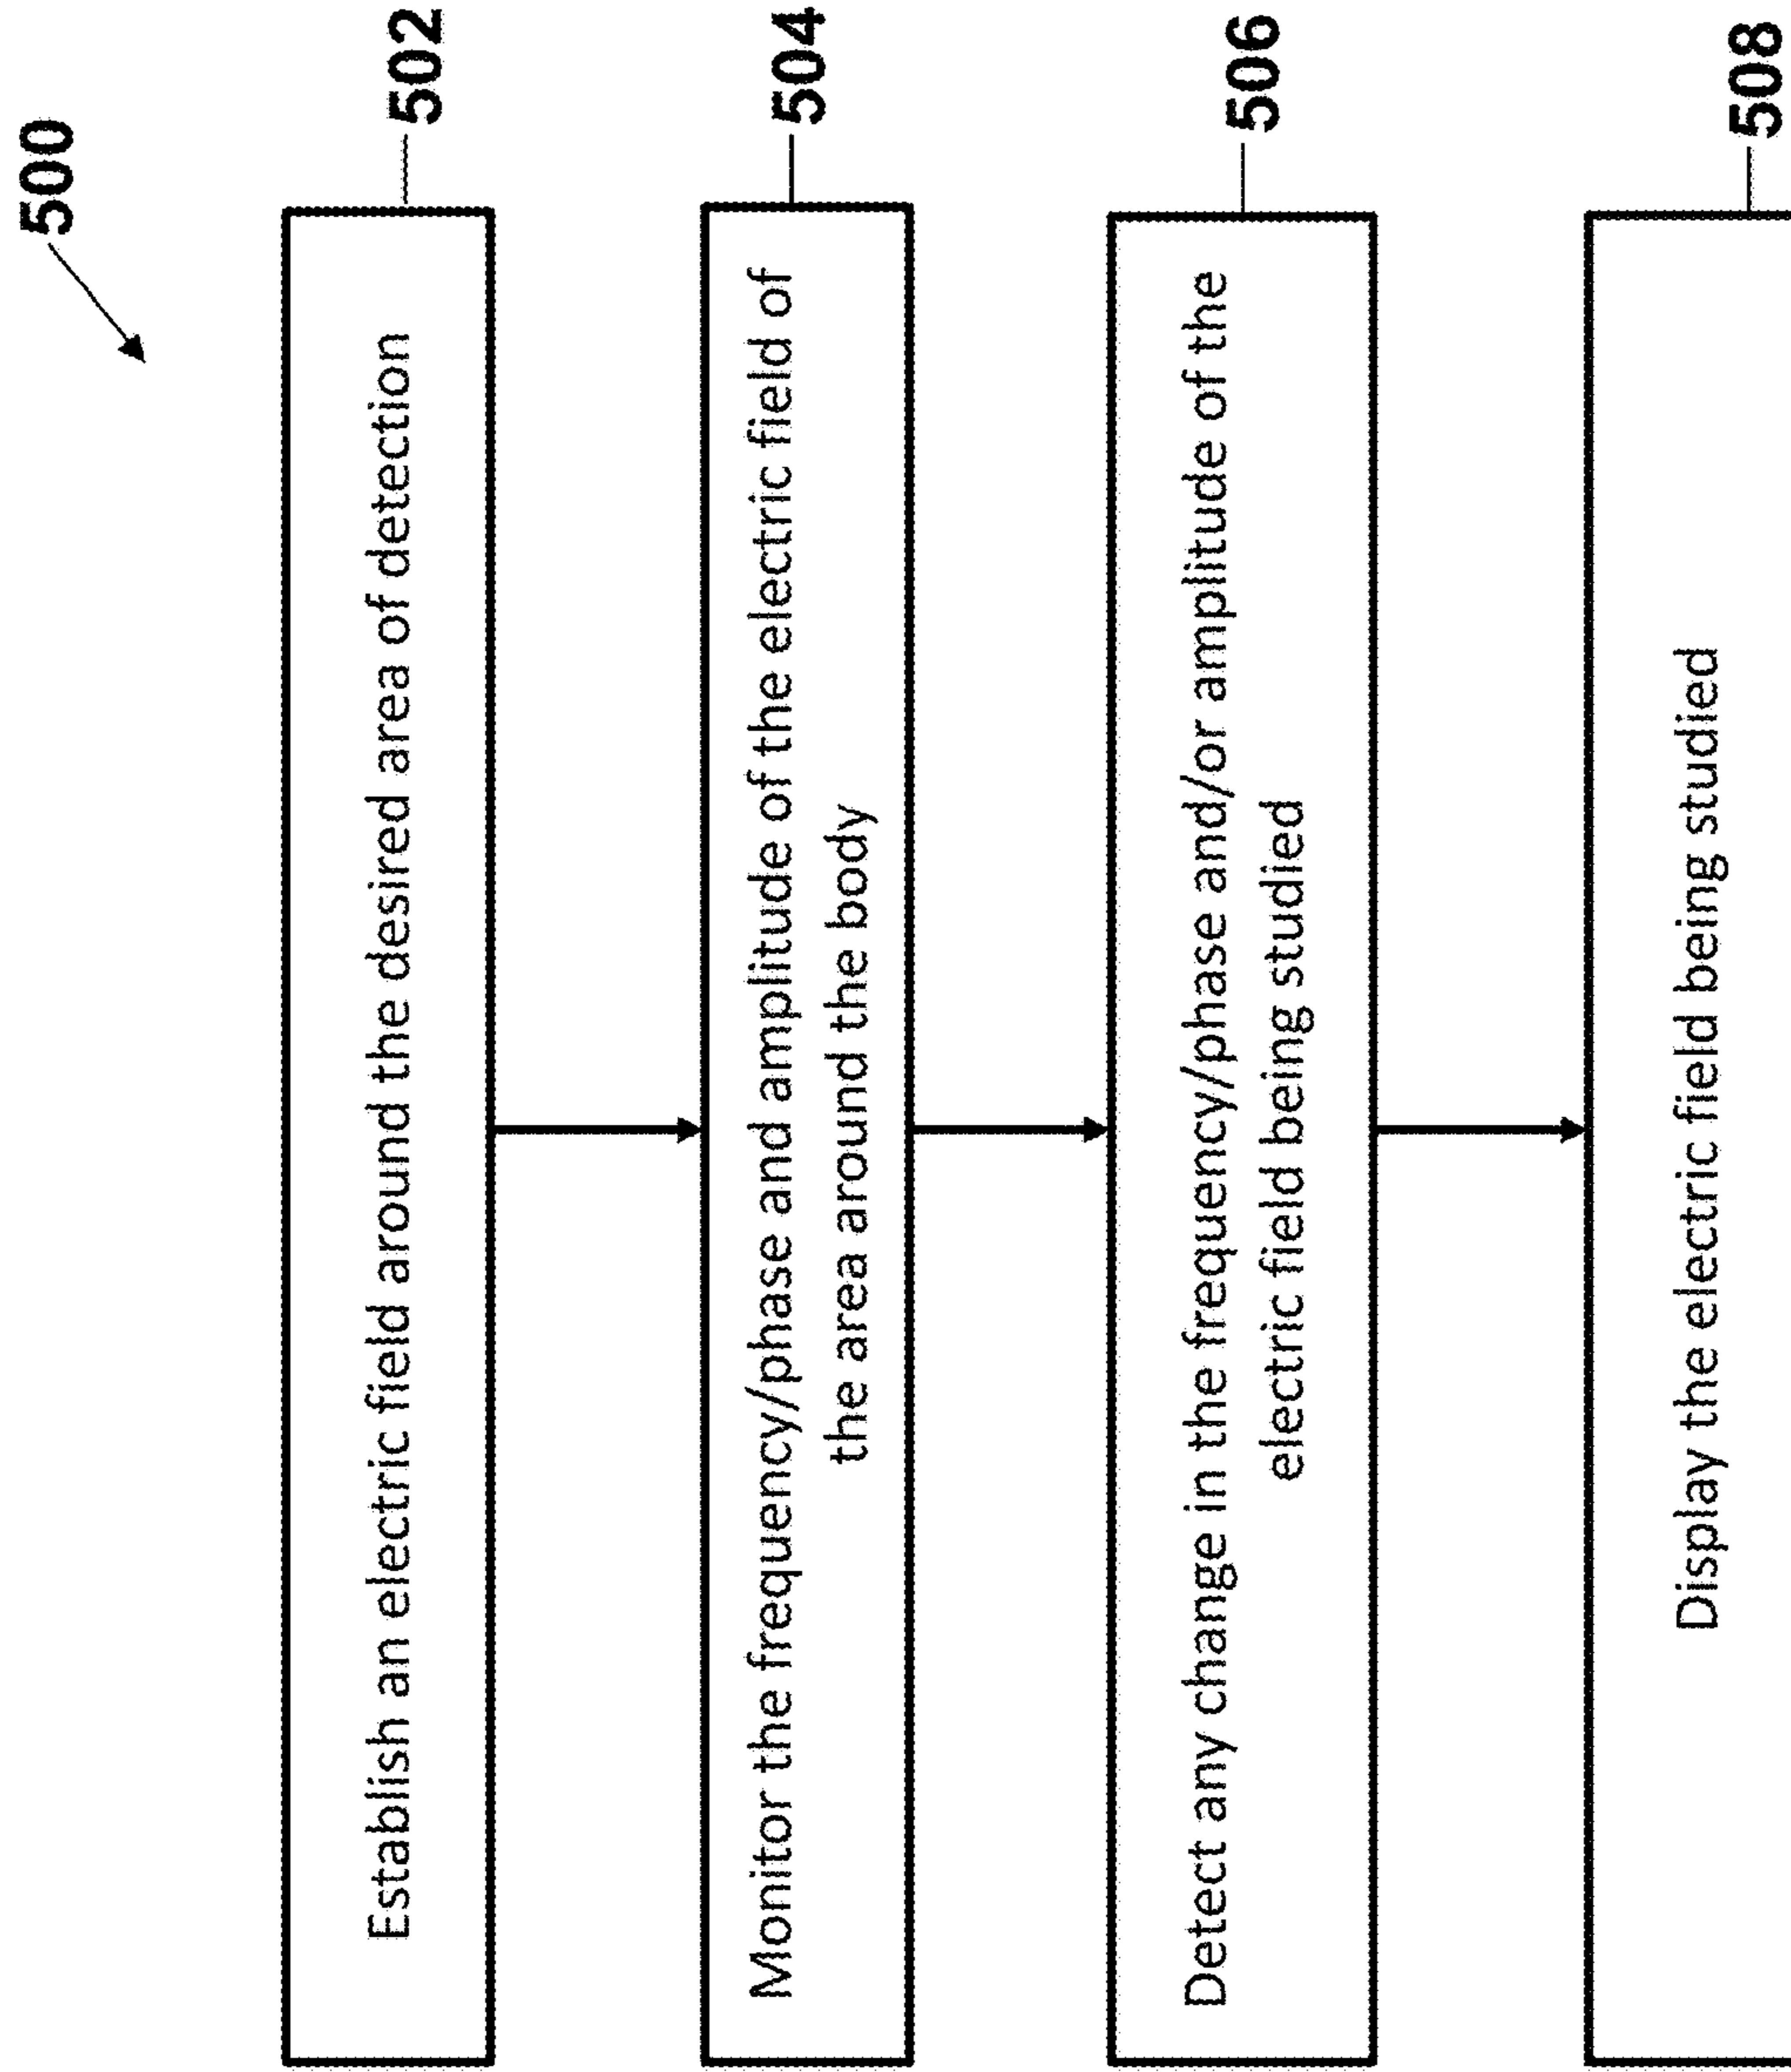 500
Establish an electric field around the desired area of detection
502
Monitor the frequency/phase and amplitude of the electric field of
the area around the body
504
Detect any change in the frequency/phase and/or amplitude of the
electric field being studied
506
Display the electric field being studied
508